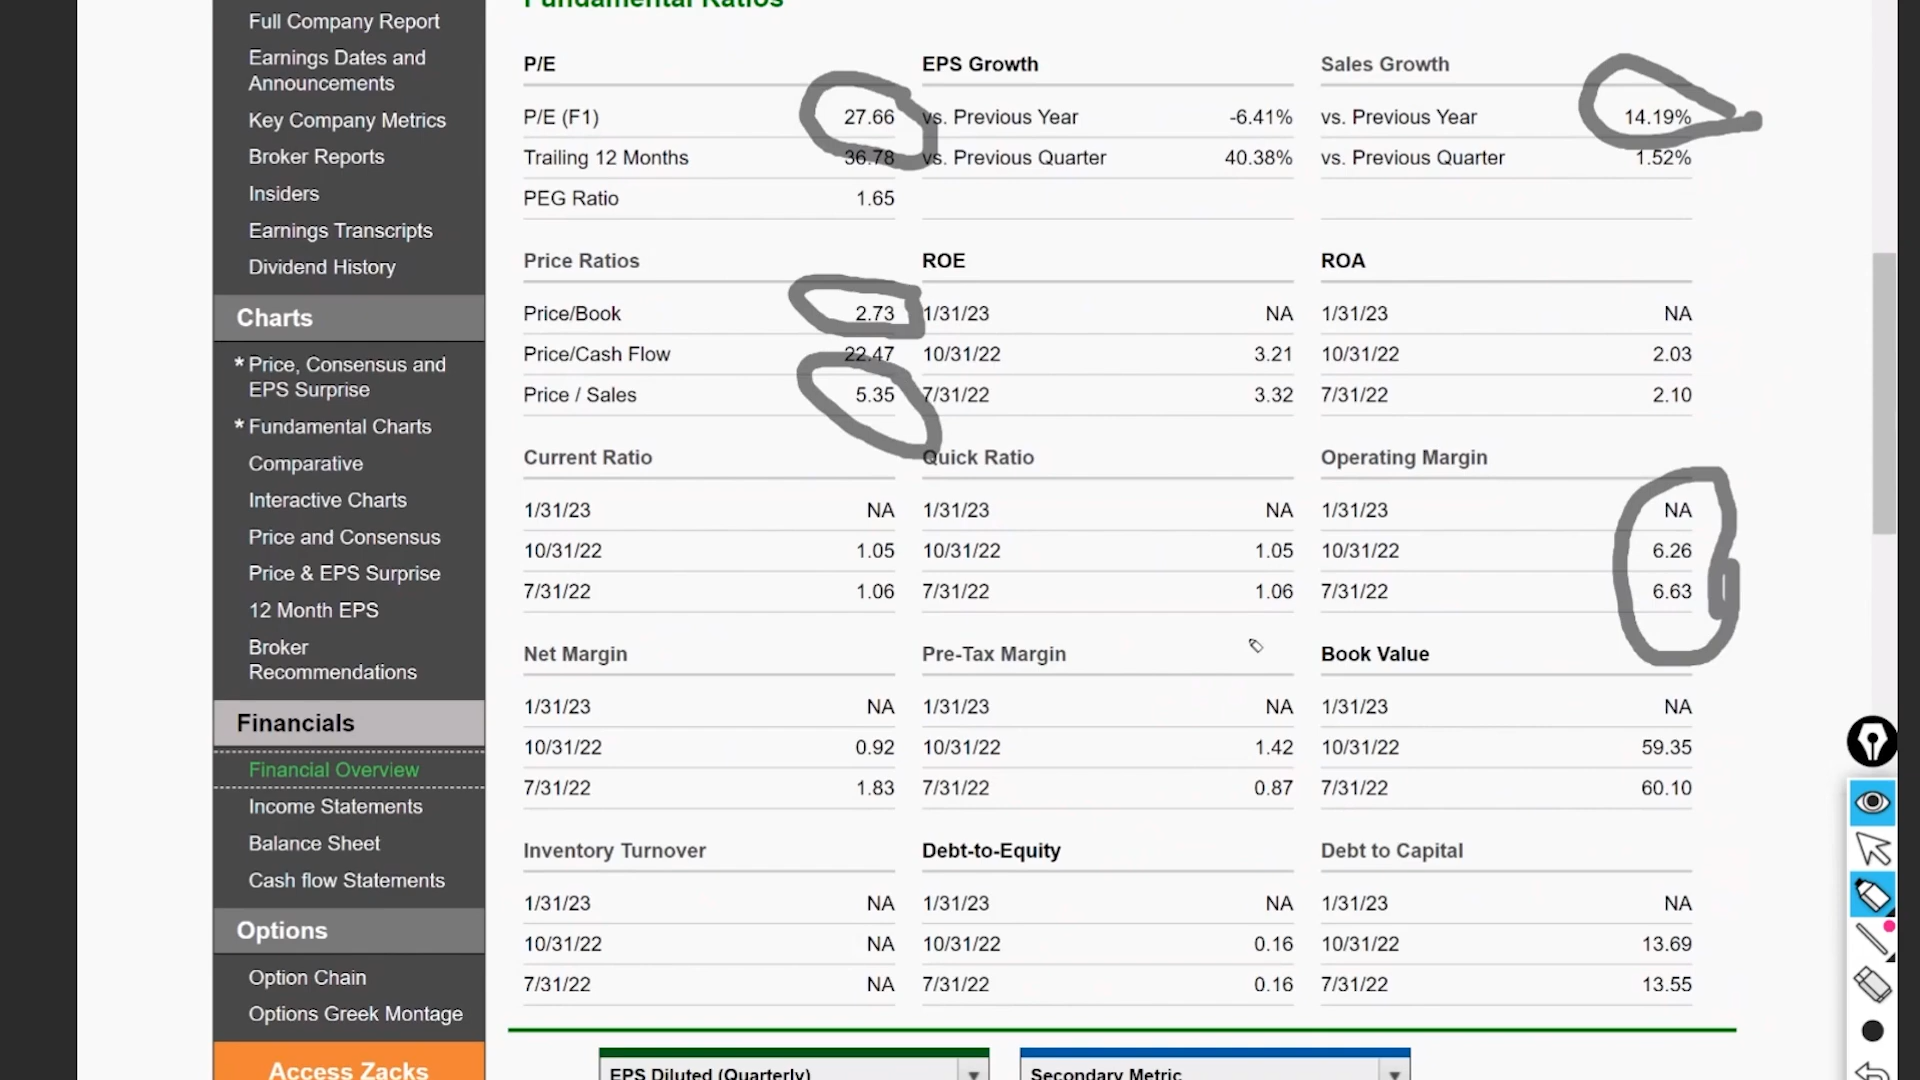 Fundamental Ratios
Full Company Report
Earnings Dates and
Announcements
Key Company Metrics
Broker Reports
Insiders
Earnings Transcripts
Dividend History
Charts
* Price, Consensus and
EPS Surprise
* Fundamental Charts
Comparative
Interactive Charts
Price and Consensus
Price & EPS Surprise
12 Month EPS
Broker
Recommendations
Financials
Financial Overview
Income Statements
Balance Sheet
Cash flow Statements
Options
Option Chain
Options Greek Montage
Access Zacks
P/E EPS Growth Sales Growth
P/E (F1) 27.66 vs. Previous Year -6.41% vs. Previous Year 14.19%
Trailing 12 Months 36.78 vs. Previous Quarter 40.38% vs. Previous Quarter 1.52%
PEG Ratio 1.65
Price Ratios ROE ROA
Price/Book 2.73 1/31/23 NA 1/31/23 NA
Price/Cash Flow 22.47 10/31/22 3.21 10/31/22 2.03
Price / Sales 5.35 7/31/22 3.32 7/31/22 2.10
Current Ratio Quick Ratio Operating Margin
1/31/23 NA 1/31/23 NA 1/31/23 NA
10/31/22 1.05 10/31/22 1.05 10/31/22 6.26
7/31/22 1.06 7/31/22 1.06 7/31/22 6.63
Net Margin Pre-Tax Margin Book Value
1/31/23 NA 1/31/23 NA 1/31/23 NA
10/31/22 0.92 10/31/22 1.42 10/31/22 59.35
7/31/22 1.83 7/31/22 0.87 7/31/22 60.10
Inventory Turnover Debt-to-Equity Debt to Capital
1/31/23 NA 1/31/23 NA 1/31/23 NA
10/31/22 NA 10/31/22 0.16 10/31/22 13.69
7/31/22 NA 7/31/22 0.16 7/31/22 13.55
EPS Diluted (Quarterly) Secondary Metric